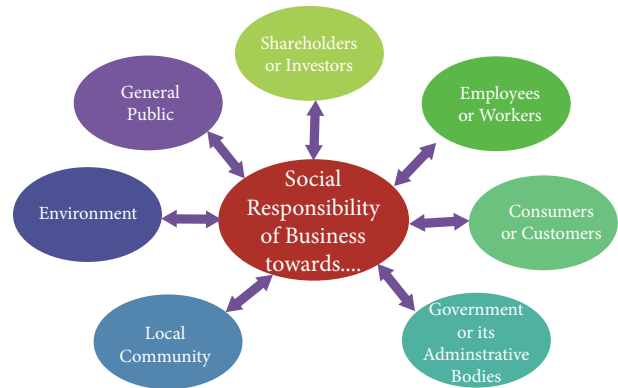 Shareholders
or Investors
General
Public
Employees
or Workers
Social
Responsibility
of Business
towards....
Environment
Consumers
or Customers
Local
Community
Government
or its
Adminstrative
Bodies